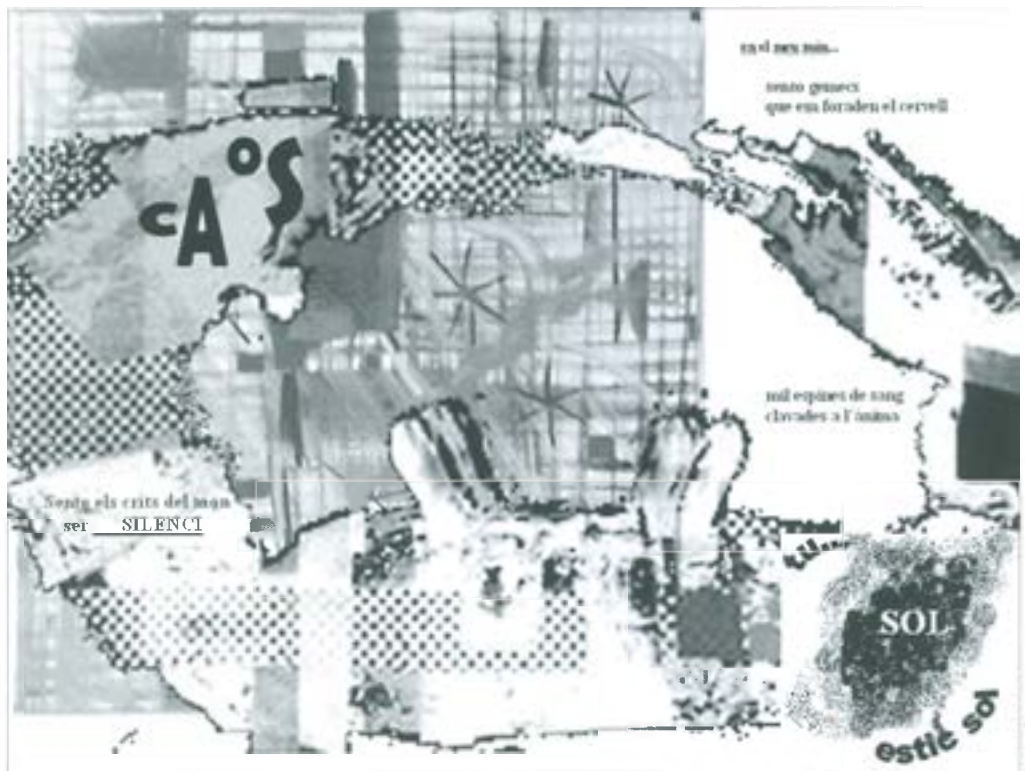 en el meu món...
sento gemecs
que em foraden el cervell
cAoS
mil espines de sang
clavades a l'ànima
Sento els crits del món
ser SILENCI
tu...
SOL
estic sol